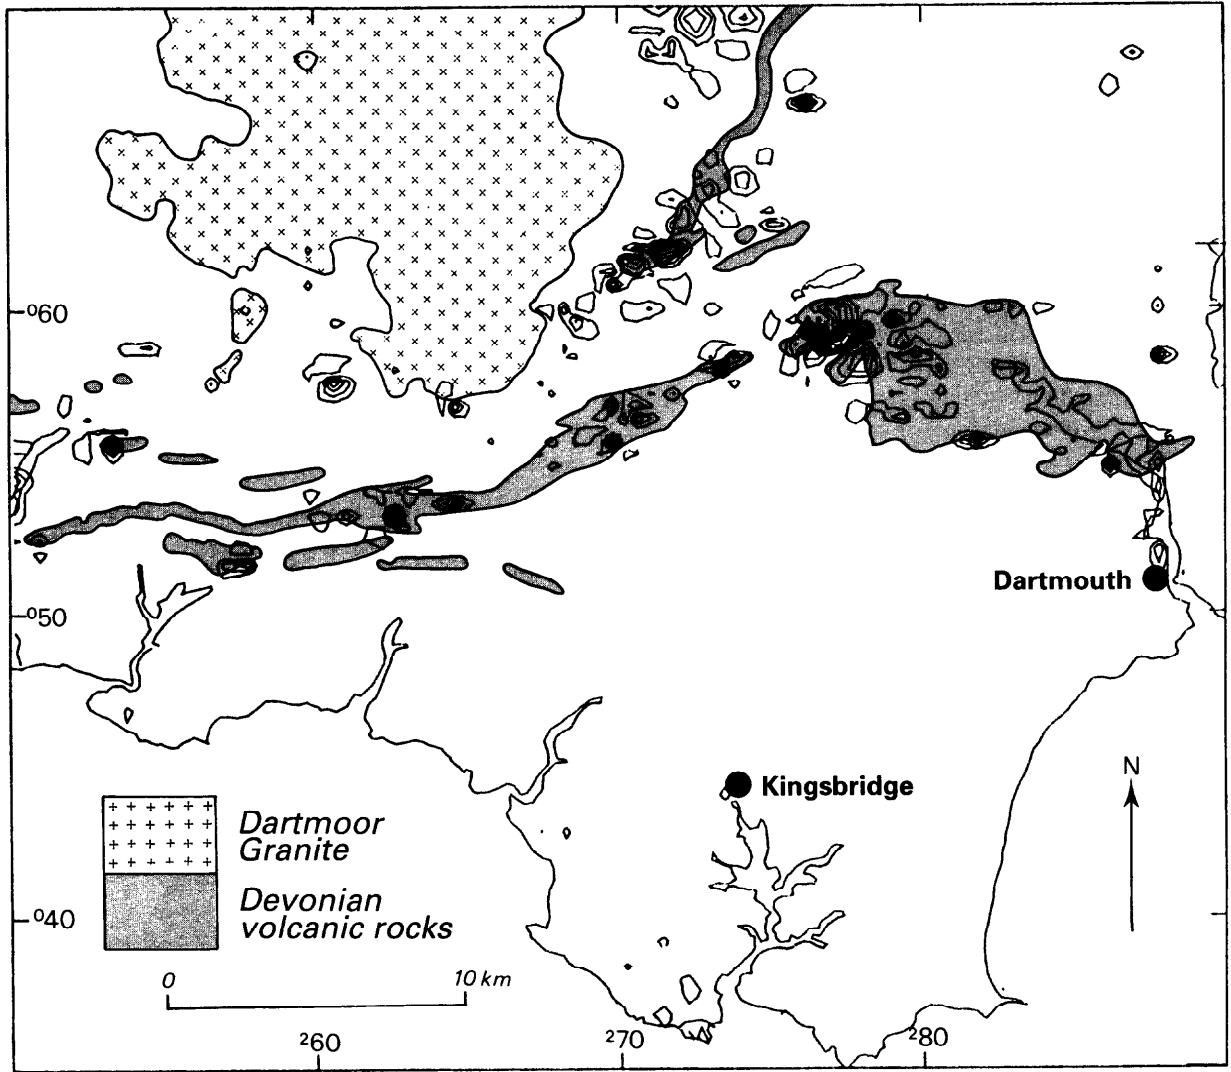 ⁰60
⁰50
Dartmouth
Kingsbridge
N
Dartmoor
Granite
Devonian
volcanic rocks
⁰40
0 10 km
²60 ²70 ²80